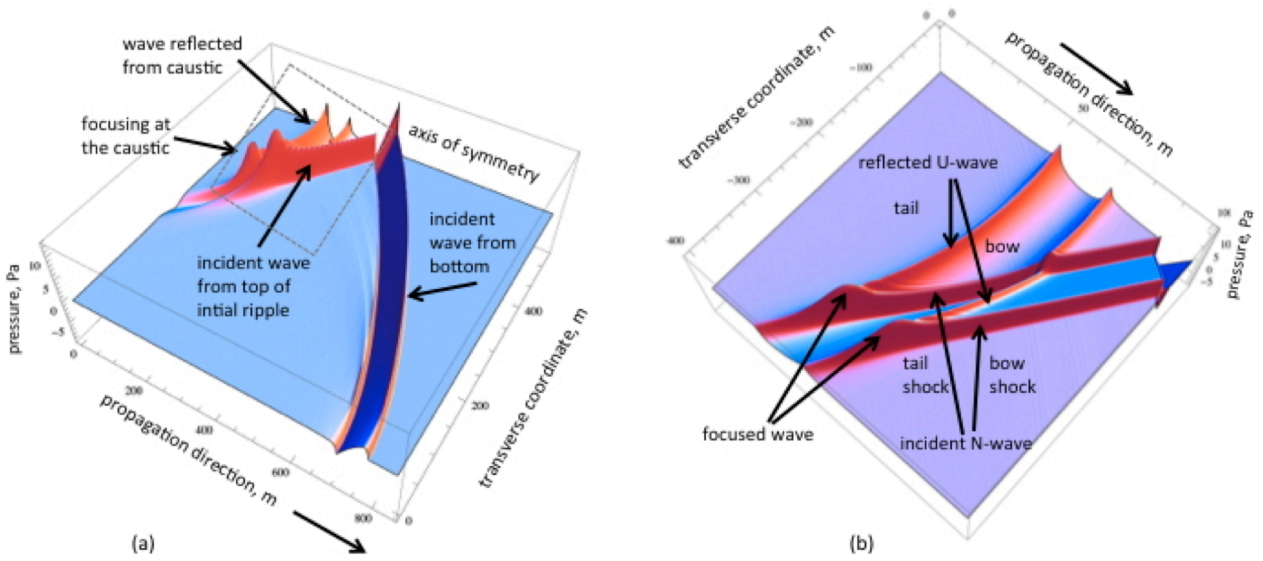 wave reflected
from caustic
focusing at
the caustic
axis of symmetry
incident
wave from
bottom
incident wave
from top of
intial ripple
pressure, Pa
10
5
0
−5
0
200
400
600
800
propagation direction, m
0
200
400
transverse coordinate, m
(a)
0
0
−100
−200
−300
−400
transverse coordinate, m
propagation direction, m
50
reflected U-wave
tail
bow
10
5
0
−5
pressure, Pa
tail
shock
bow
shock
focused wave
incident N-wave
(b)